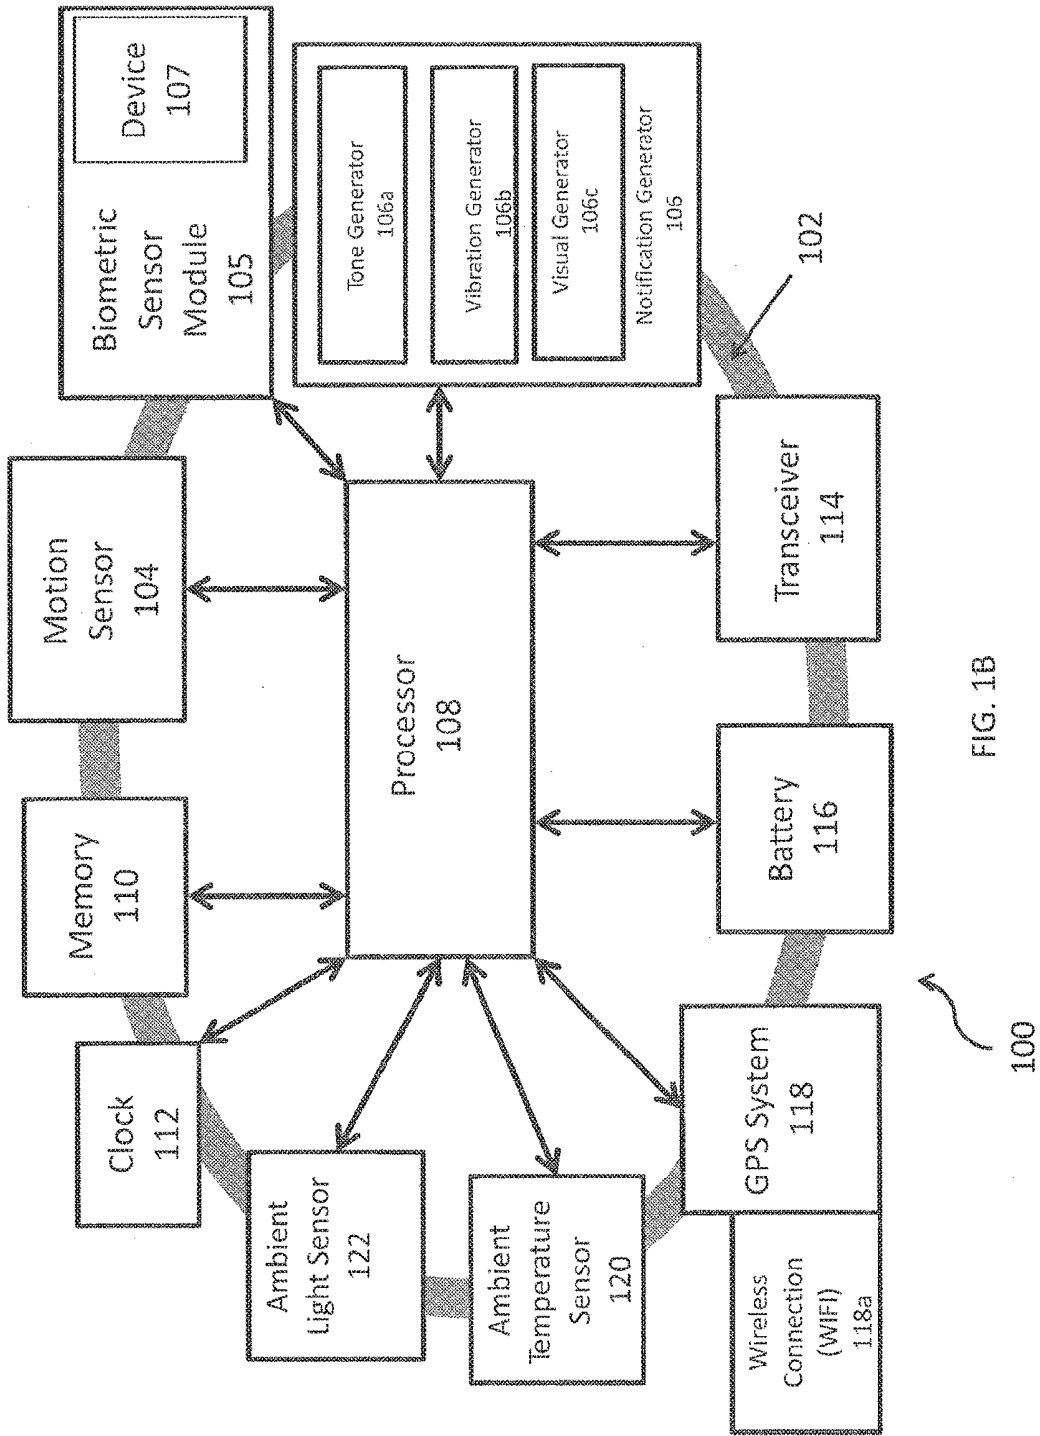 Clock
112
Memory
110
Motion
Sensor
104
Biometric
Sensor
Module
105
Device
107
Ambient
Light Sensor
122
Ambient
Temperature
Sensor
120
Processor
108
Tone Generator
106a
Vibration Generator
106b
Visual Generator
106c
Notification Generator
106
Wireless
Connection
(WIFI)
118a
GPS System
118
Battery
116
Transceiver
114
102
100
FIG. 1B